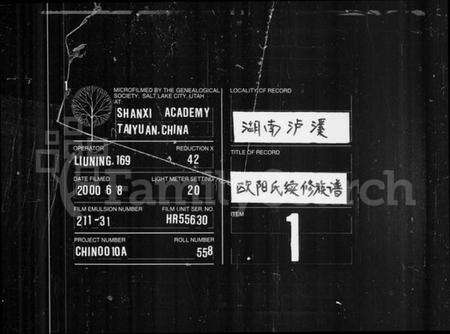 MICROFILMED BY THE GENEALOGICAL
SOCIETY, SALT LAKE CITY, UTAH
AT:
SHANXI ACADEMY
TAIYUAN, CHINA
OPERATOR
REDUCTION X
LIUNING, 169
42
DATE FILMED
LIGHT METER SETTING
2000 6 8
20
FILM EMULSION NUMBER
FILM UNIT SER. NO.
211-31
HR55630
PROJECT NUMBER
ROLL NUMBER
CHINO010A
558
LOCALITY OF RECORD
湖南泸溪
TITLE OF RECORD
欧阳氏续修族谱
ITEM
1
FamilySearch